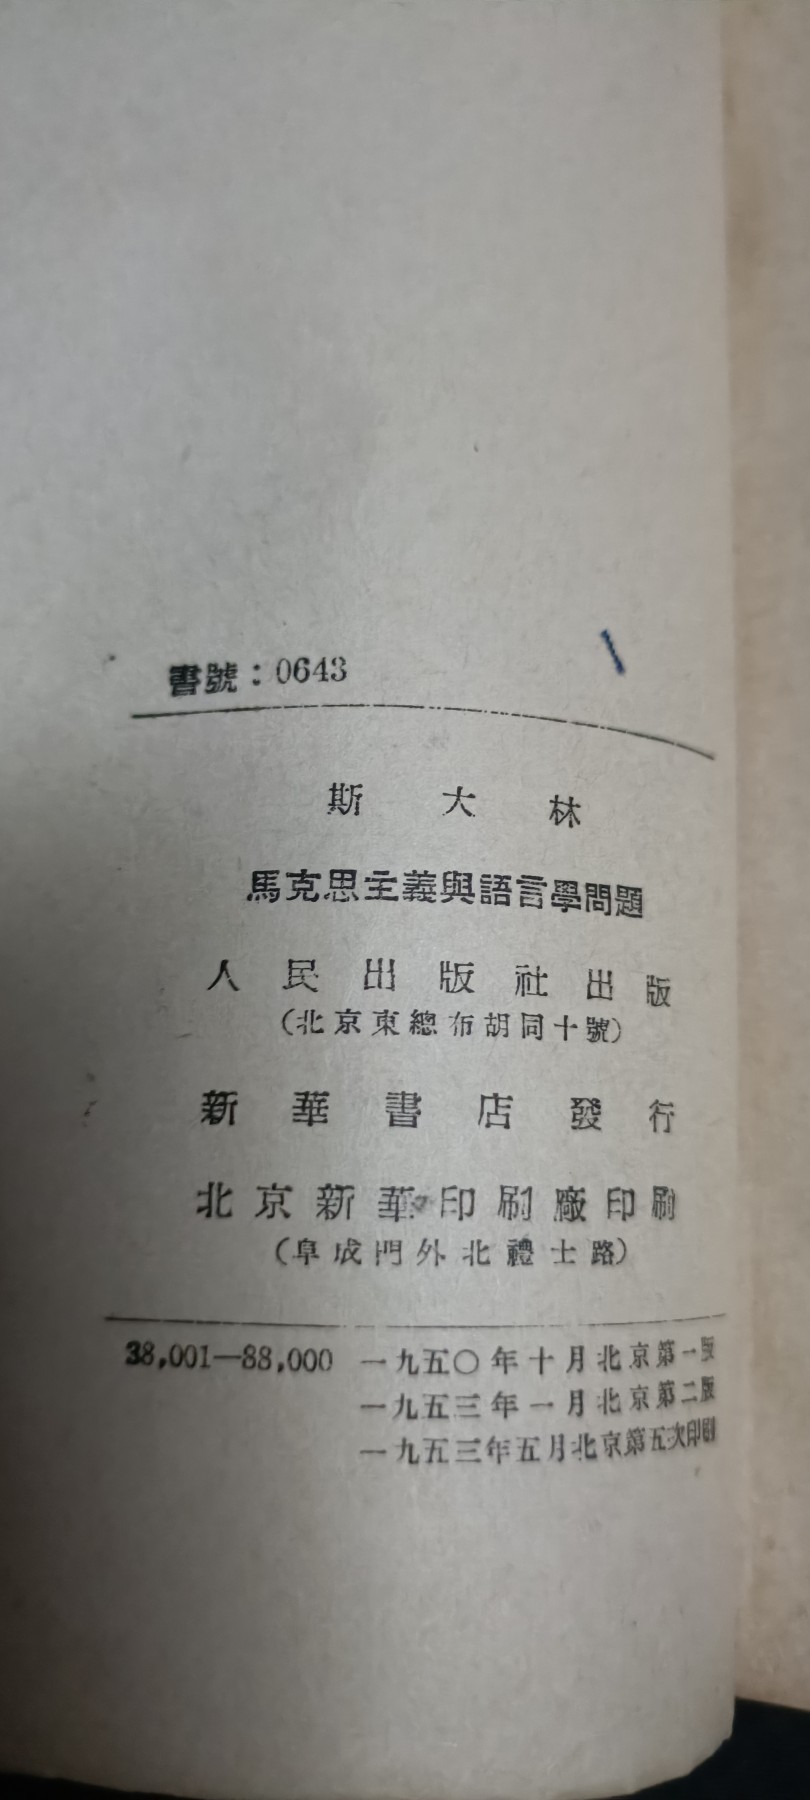 書號：0643
斯大林
馬克思主義與語言學問題
人民出版社出版
（北京東總布胡同十號）
新華書店發行
北京新華印刷廠印刷
（阜成門外北禮士路）
38,001—88,000 一九五〇年十月北京第一版
一九五三年一月北京第二版
一九五三年五月北京第五次印刷